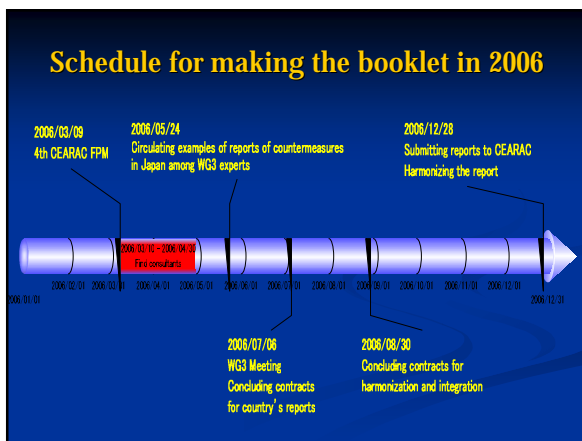 Schedule for making the booklet in 2006
2006/03/09
4th CEARAC FPM
2006/05/24
Circulating examples of reports of countermeasures
in Japan among WG3 experts
2006/12/28
Submitting reports to CEARAC
Harmonizing the report
2006/03/10 - 2006/04/30
Find consultants
2006/01/01
2006/02/01
2006/03/01
2006/04/01
2006/05/01
2006/06/01
2006/07/01
2006/08/01
2006/09/01
2006/10/01
2006/11/01
2006/12/01
2006/12/31
2006/07/06
WG3 Meeting
Concluding contracts
for country's reports
2006/08/30
Concluding contracts for
harmonization and integration